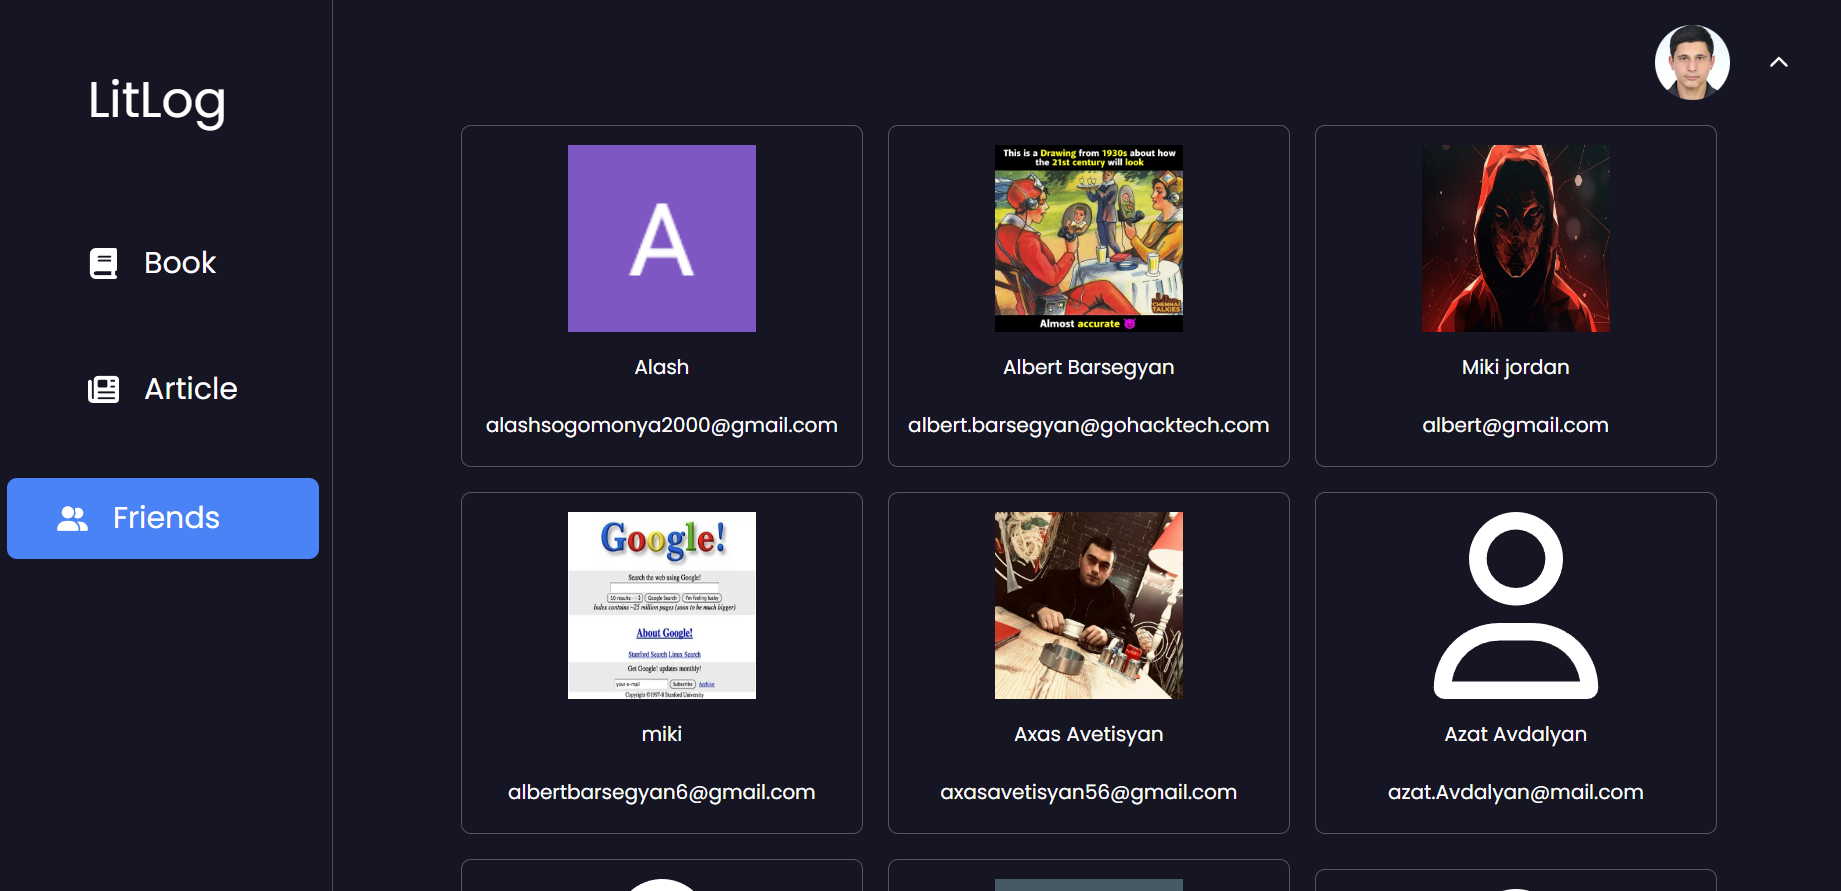 LitLog
Book
Article
Friends
A
Alash
alashsogomonya2000@gmail.com
This is a Drawing from 1930s about how
the 21st century will look
CHENNAI
TALKIES
Almost accurate 😈
Albert Barsegyan
albert.barsegyan@gohacktech.com
Miki jordan
albert@gmail.com
Google!
Search the web using Google!
10 results Google Search I'm feeling lucky
Index contains ~25 million pages (soon to be much bigger)
About Google!
Stanford Search Linux Search
Get Google! updates monthly!
your e-mail Subscribe Archive
Copyright ©1997-8 Stanford University
miki
albertbarsegyan6@gmail.com
Axas Avetisyan
axasavetisyan56@gmail.com
Azat Avdalyan
azat.Avdalyan@mail.com